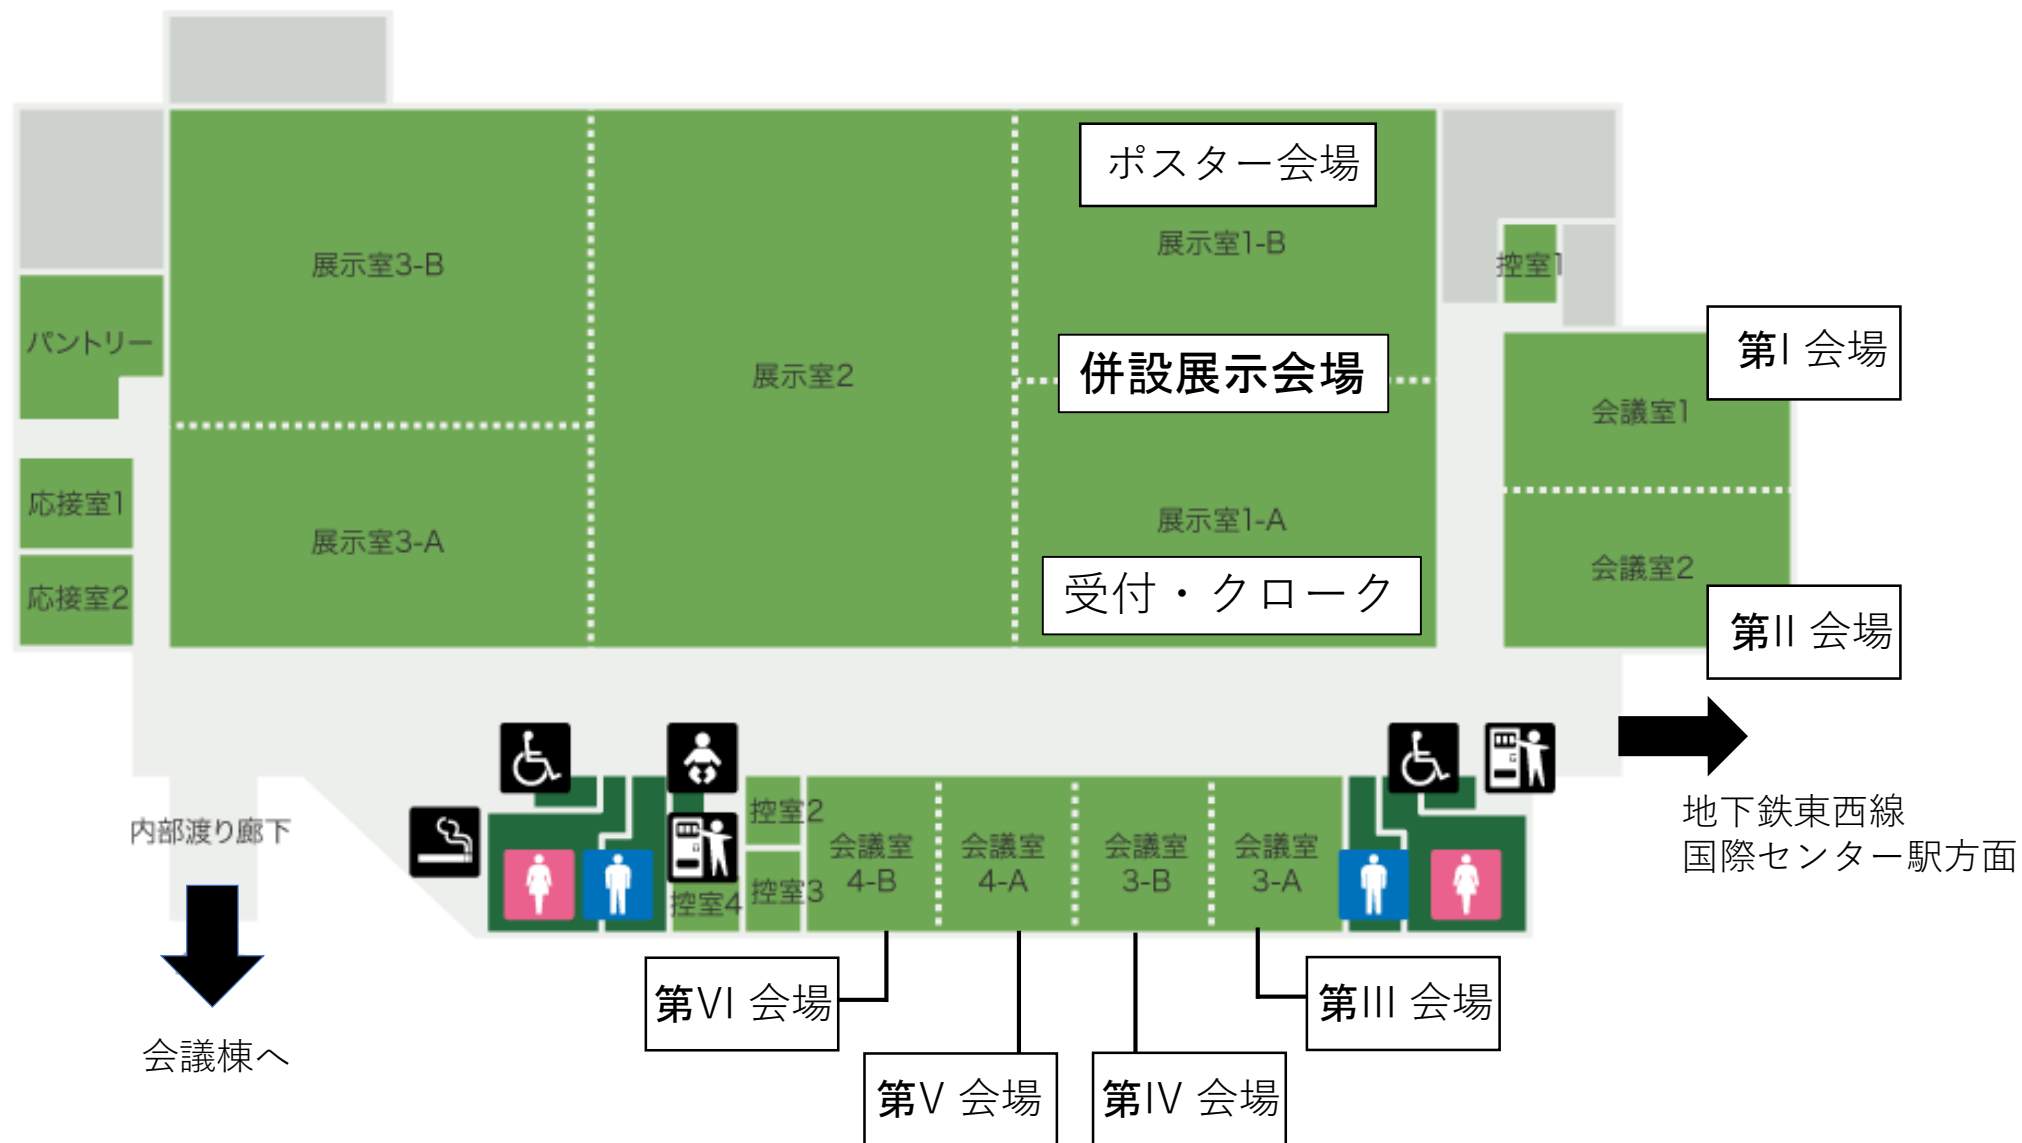 ポスター会場
展示室1-B
展示室3-B
控室1
パントリー
第I 会場
併設展示会場
展示室2
会議室1
応接室1
展示室1-A
展示室3-A
会議室2
受付・クローク
応接室2
第II 会場
地下鉄東西線
国際センター駅方面
内部渡り廊下
控室2
控室3
控室4
会議室
4-B
会議室
4-A
会議室
3-B
会議室
3-A
第VI 会場
第III 会場
会議棟へ
第V 会場
第IV 会場